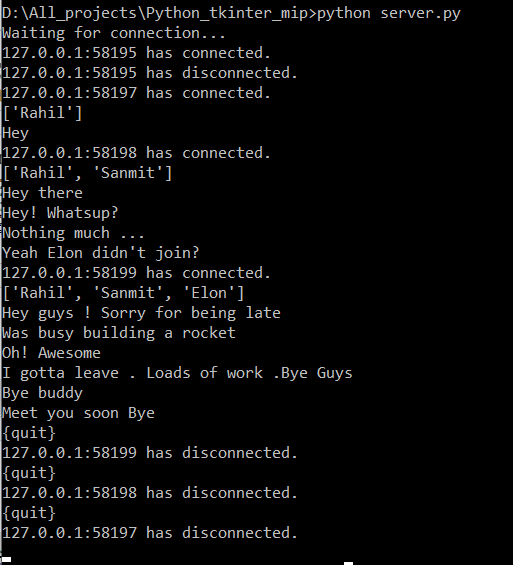 D:\All_projects\Python_tkinter_mip>python server.py
Waiting for connection...
127.0.0.1:58195 has connected.
127.0.0.1:58195 has disconnected.
127.0.0.1:58197 has connected.
['Rahil']
Hey
127.0.0.1:58198 has connected.
['Rahil', 'Sanmit']
Hey there
Hey! Whatsup?
Nothing much ...
Yeah Elon didn't join?
127.0.0.1:58199 has connected.
['Rahil', 'Sanmit', 'Elon']
Hey guys ! Sorry for being late
Was busy building a rocket
Oh! Awesome
I gotta leave . Loads of work .Bye Guys
Bye buddy
Meet you soon Bye
{quit}
127.0.0.1:58199 has disconnected.
{quit}
127.0.0.1:58198 has disconnected.
{quit}
127.0.0.1:58197 has disconnected.